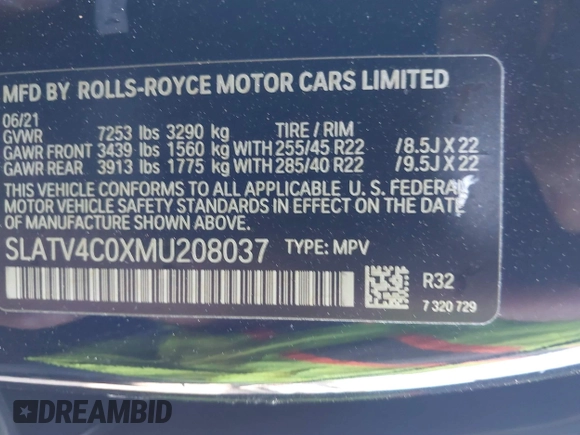 MFD BY ROLLS-ROYCE MOTOR CARS LIMITED
06/21
GVWR 7253 lbs 3290 kg TIRE / RIM
GAWR FRONT 3439 lbs 1560 kg WITH 255/45 R22 /8.5J X 22
GAWR REAR 3913 lbs 1775 kg WITH 285/40 R22 /9.5J X 22
THIS VEHICLE CONFORMS TO ALL APPLICABLE U. S. FEDERAL
MOTOR VEHICLE SAFETY STANDARDS IN EFFECT ON THE DATE OF
MANUFACTURE SHOWN ABOVE.
SLATV4C0XMU208037 TYPE: MPV
R32
7 320 729
DREAMBID